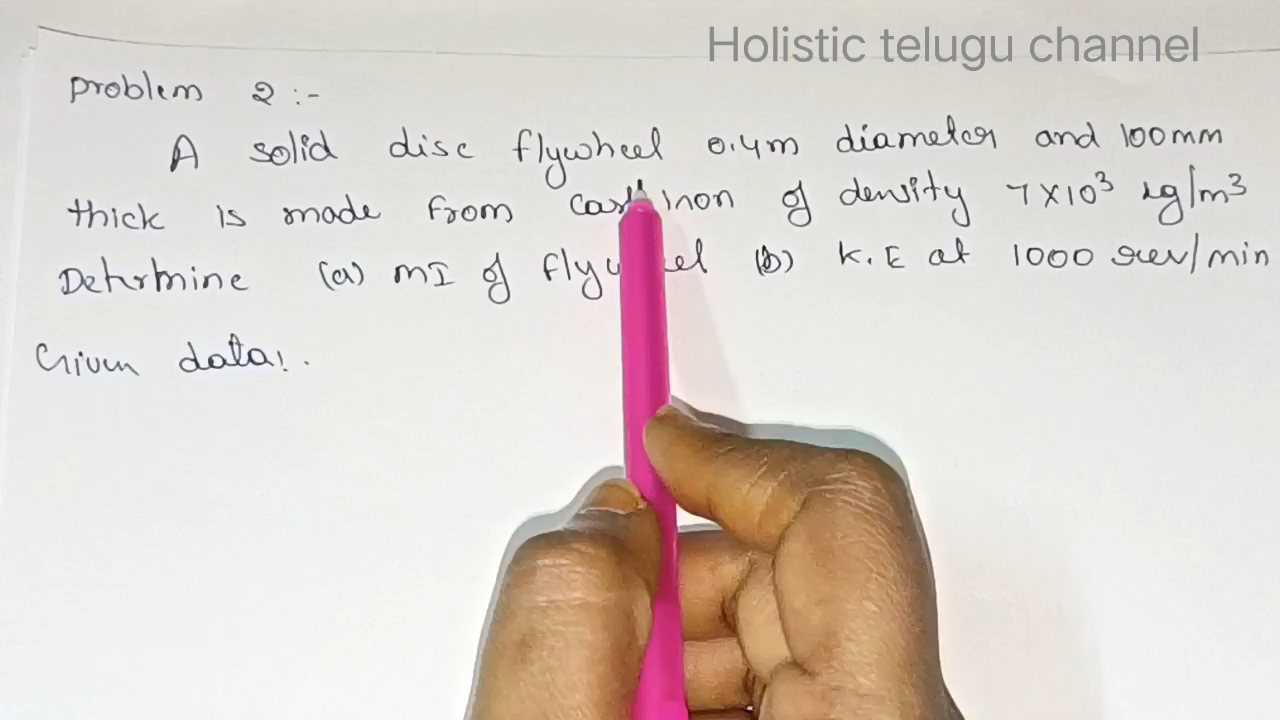 Holistic telugu channel
Problem 2 :-
A solid disc flywheel 0.4m diameter and 100mm
thick is made from iron of density 7×10³ kg/m³
Determine (a) MI of (b) K.E at 1000 rev/min
Given data:.